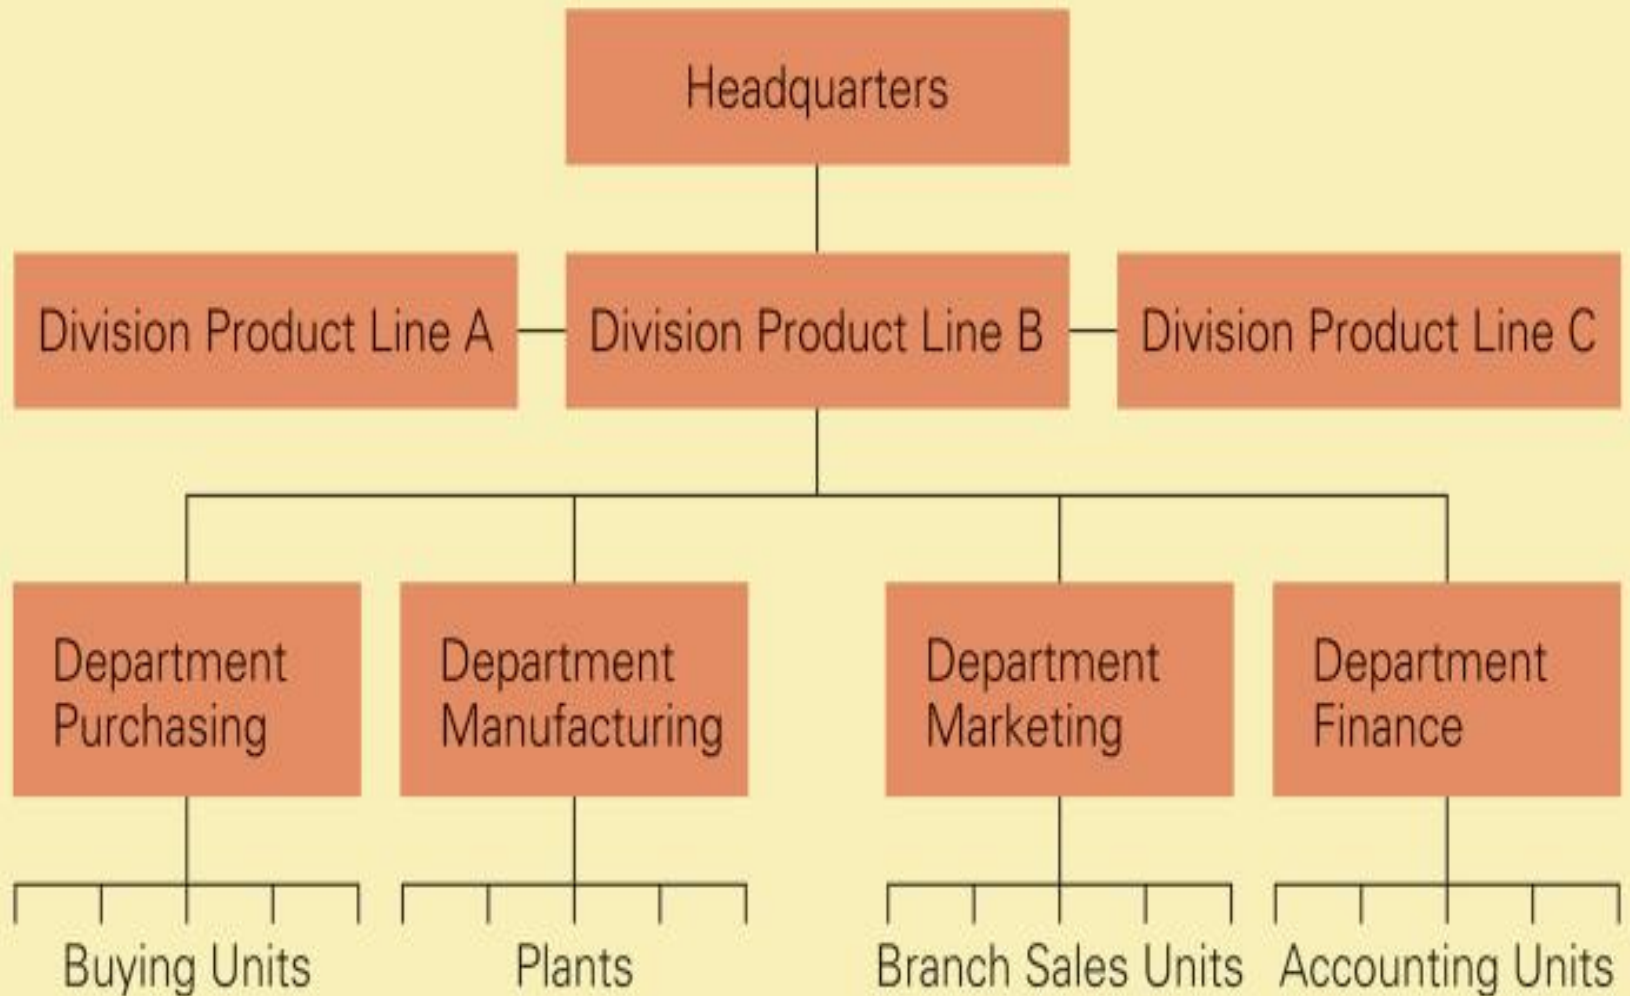 Headquarters
Division Product Line A
Division Product Line B
Division Product Line C
Department
Purchasing
Department
Manufacturing
Department
Marketing
Department
Finance
Buying Units
Plants
Branch Sales Units
Accounting Units